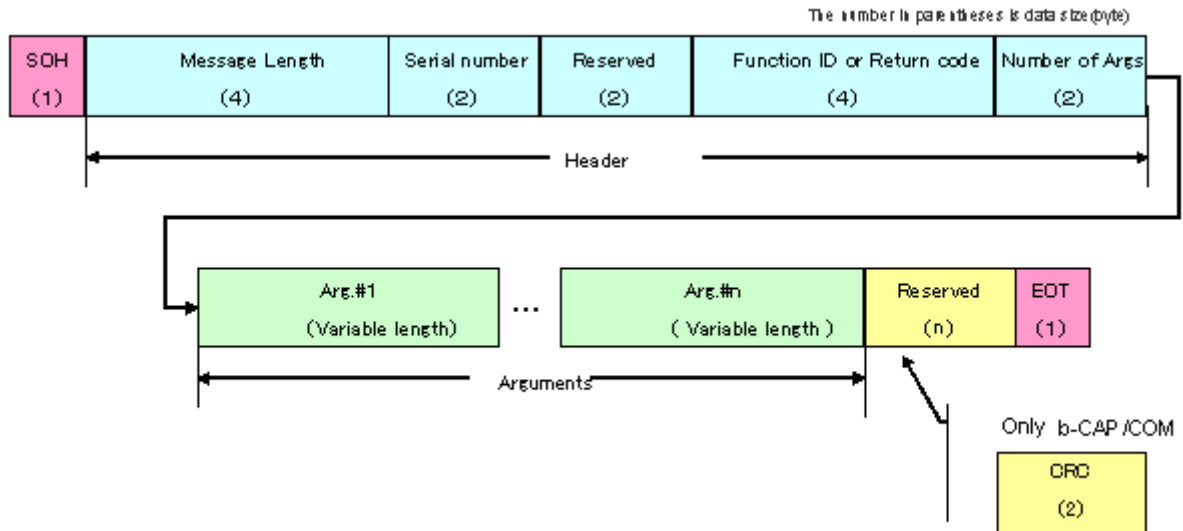 The number in parentheses is data size(byte)
SOH Message Length Serial number Reserved Function ID or Return code Number of Args
(1) (4) (2) (2) (4) (2)
Header
Arg.#1 ... Arg.#n Reserved EOT
(Variable length) ( Variable length ) (n) (1)
Arguments
Only b-CAP/COM
CRC
(2)